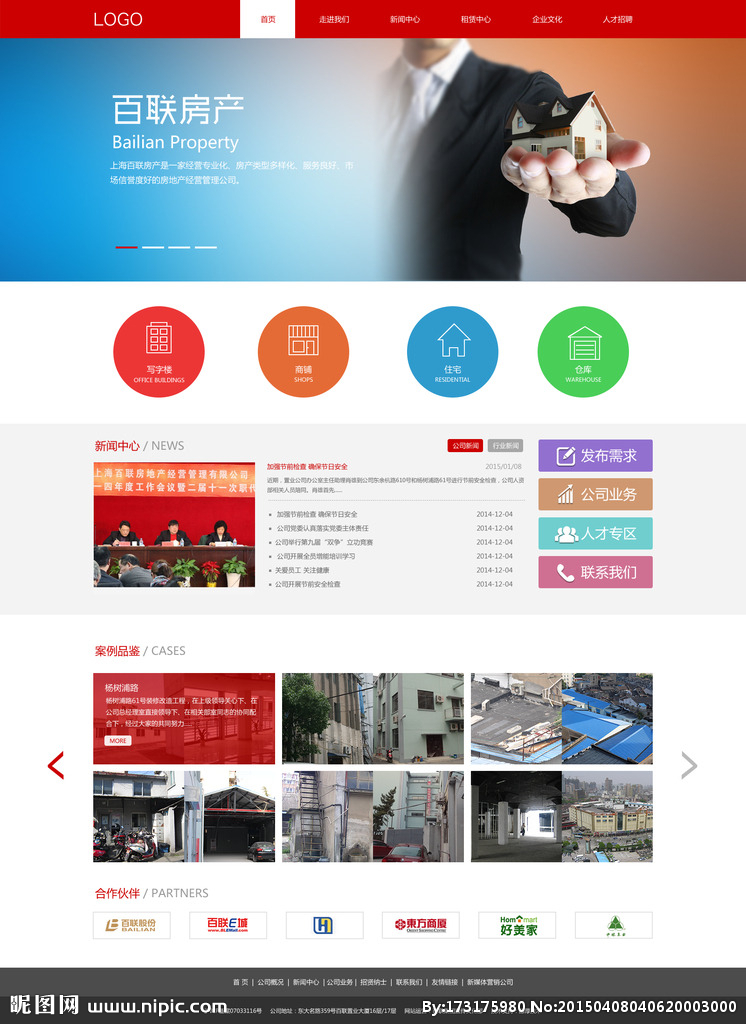 LOGO
首页 走进我们 新闻中心 租赁中心 企业文化 人才招聘
百联房产
Bailian Property
上海百联房产是一家经营专业化、房产类型多样化、服务良好、市
场信誉度好的房地产经营管理公司。
写字楼
OFFICE BUILDINGS
商铺
SHOPS
住宅
RESIDENTIAL
仓库
WAREHOUSE
新闻中心 / NEWS
公司新闻 行业新闻
上海百联房地产经营管理有限公司
一四年度工作会议暨二届十一次职代
加强节前检查 确保节日安全 2015/01/08
近期，置业公司办公室主任助理肖维到公司东余杭路610号和杨树浦路61号进行节前安全检查，公司人资
部相关人员陪同。肖维首先.....
加强节前检查 确保节日安全 2014-12-04
公司党委认真落实党委主体责任 2014-12-04
公司举行第九届“双争”立功竞赛 2014-12-04
公司开展全员增能培训学习 2014-12-04
关爱员工 关注健康 2014-12-04
公司开展节前安全检查 2014-12-04
发布需求
公司业务
人才专区
联系我们
案例品鉴 / CASES
杨树浦路
杨树浦路61号装修改造工程，在上级领导关心下、在
公司总经理室直接领导下、在相关部室同志的协同配
合下，经过大家的共同努力.....
MORE
合作伙伴 / PARTNERS
百联股份
BAILIAN
百联E城
東方商厦
Hom mart
好美家
首 页 | 公司概况 | 新闻中心 | 公司业务 | 招贤纳士 | 联系我们 | 友情链接 | 新媒体营销公司
07033116号 公司地址：东大名路359号百联置业大厦16层/17层
昵图网 www.nipic.com
By:173175980 No:20150408040620003000